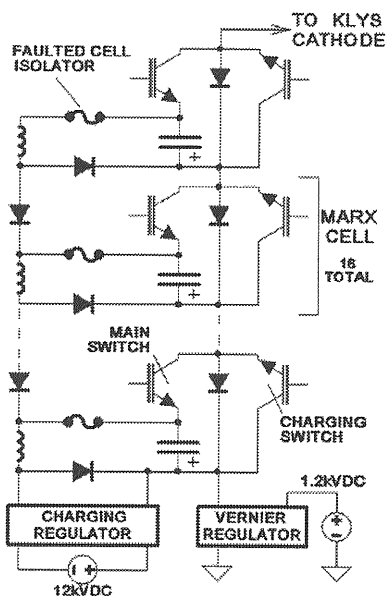 TO KLYS
CATHODE
FAULTED CELL
ISOLATOR
+
MARX
CELL
16
TOTAL
+
MAIN
SWITCH
CHARGING
SWITCH
+
1.2kVDC
CHARGING
REGULATOR
VERNIER
REGULATOR
+
−
− +
12kVDC